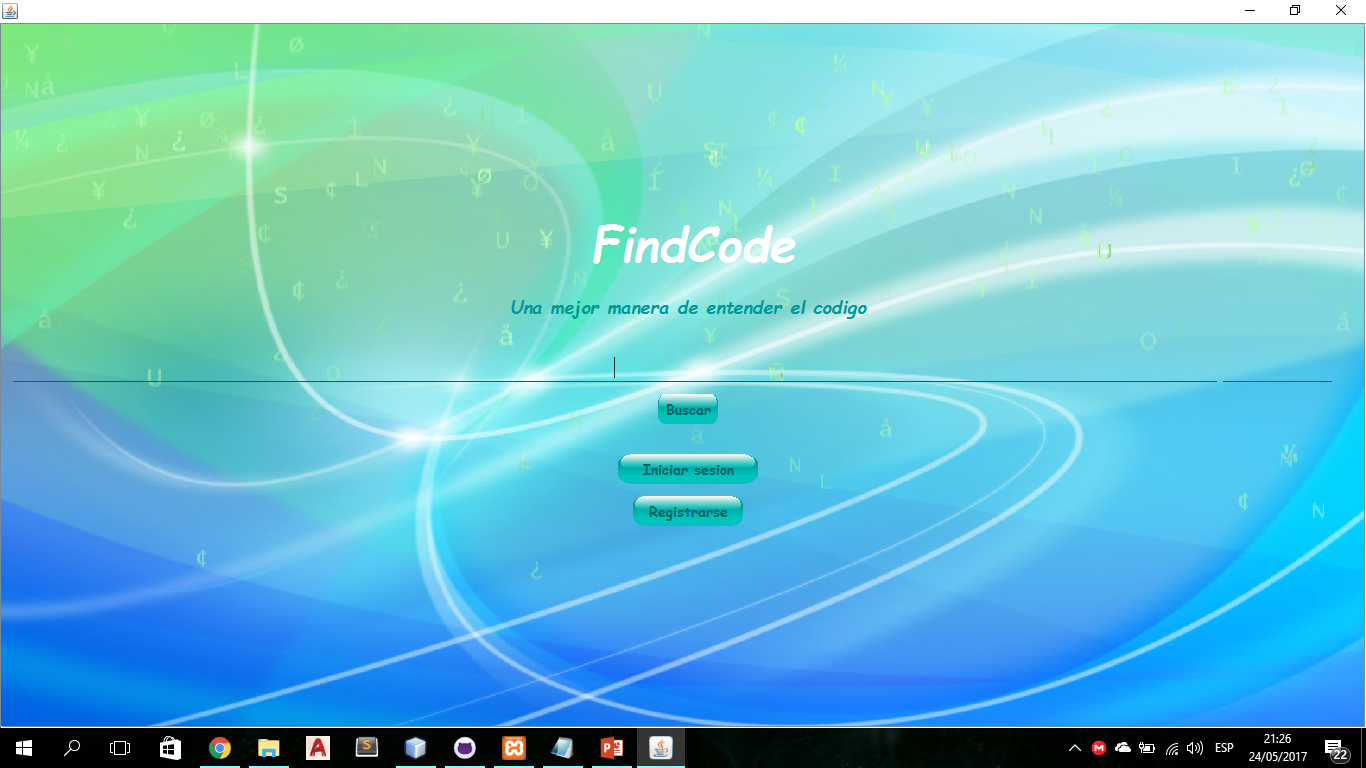 FindCode
Una mejor manera de entender el codigo
Buscar
Iniciar sesion
Registrarse
ESP
21:26
24/05/2017
22